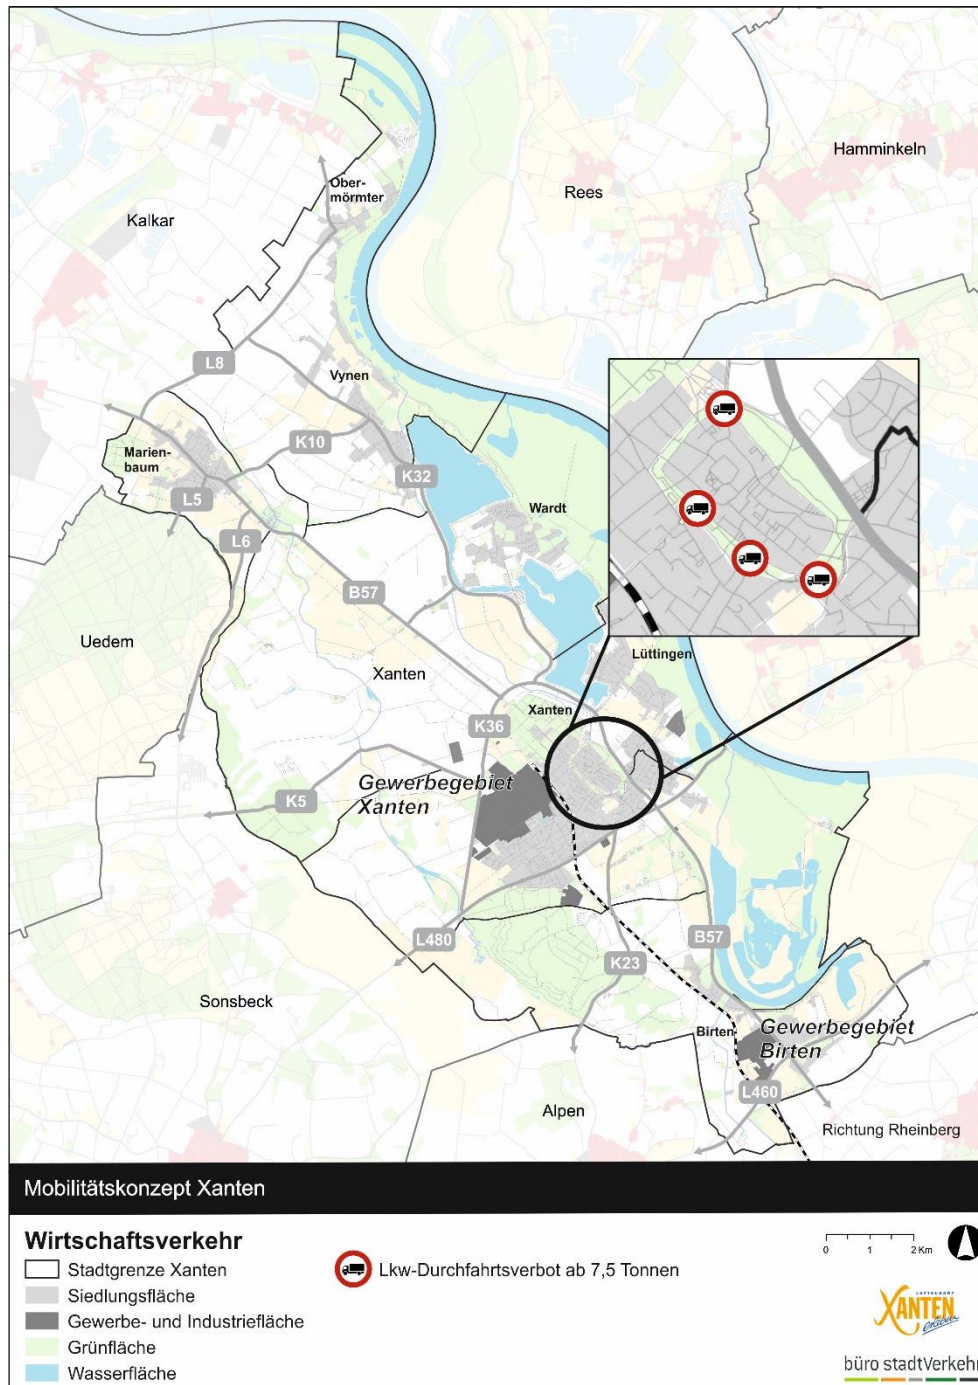 Hamminkeln
Rees
Ober-
mörmter
Kalkar
L8
Vynen
K10
Marien-
baum
K32
L5
Wardt
L6
B57
Uedem
Lüttingen
Xanten
Xanten
K36
Gewerbegebiet
Xanten
K5
L480
B57
K23
Sonsbeck
Birten
Gewerbegebiet
Birten
L460
Alpen
Richtung Rheinberg
Mobilitätskonzept Xanten
Wirtschaftsverkehr
Stadtgrenze Xanten
Siedlungsfläche
Gewerbe- und Industriefläche
Grünfläche
Wasserfläche
Lkw-Durchfahrtsverbot ab 7,5 Tonnen
0 1 2 Km
LUFTKURORT
XANTEN
erleben
büro stadtVerkehr